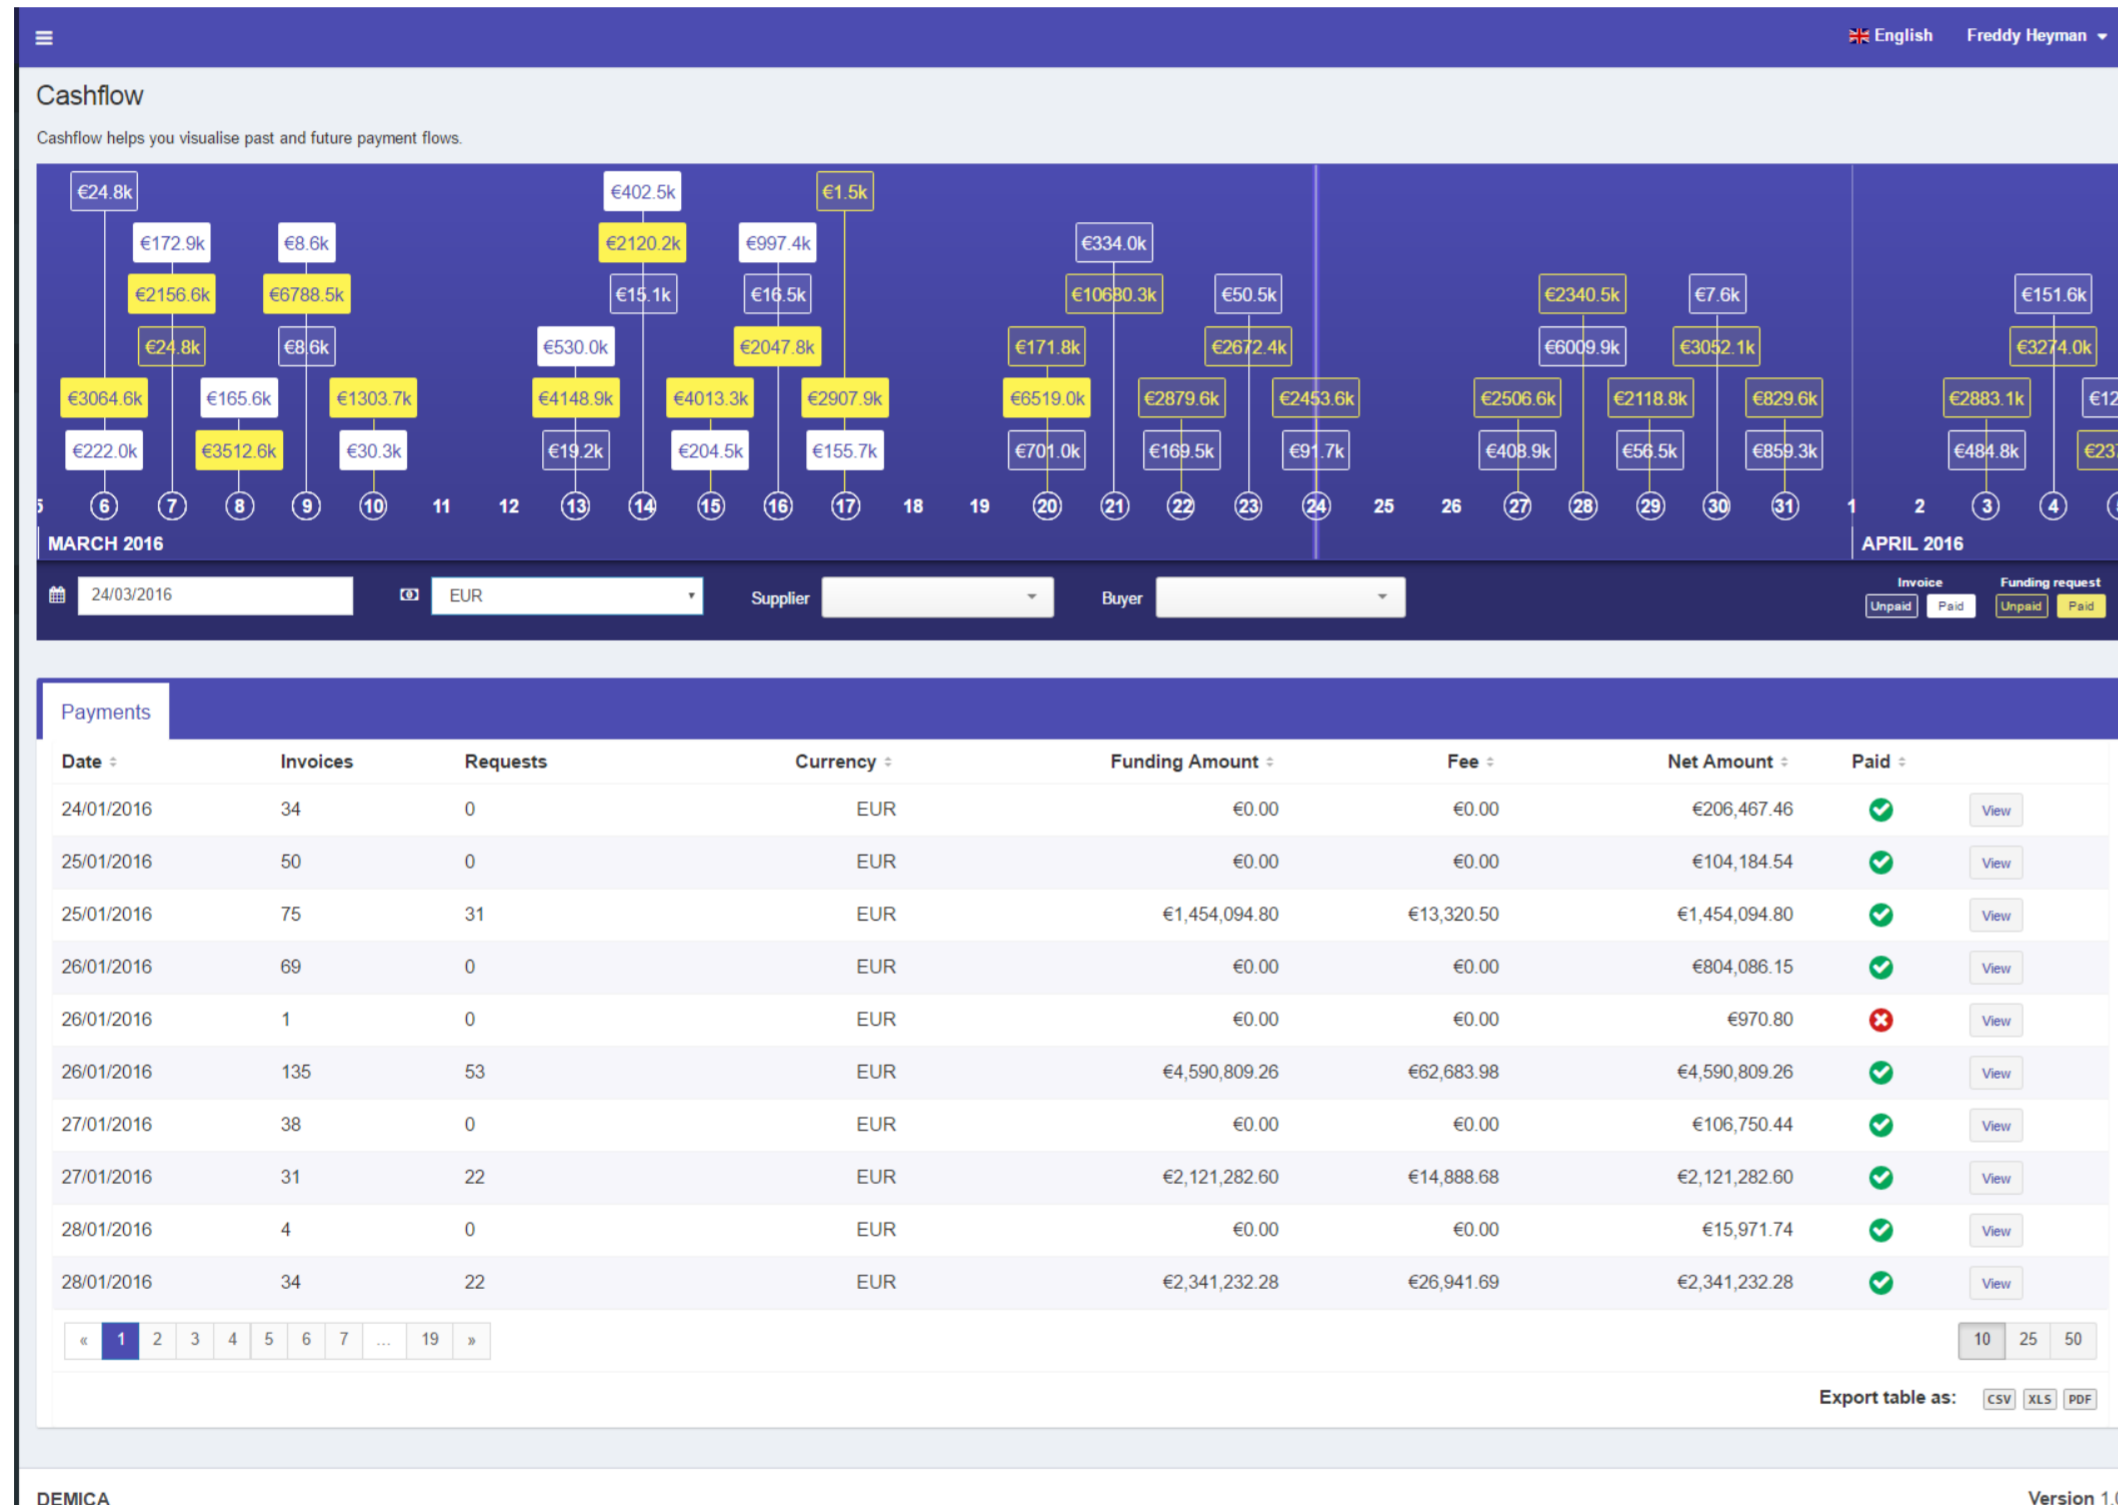 English Freddy Heyman
Cashflow
Cashflow helps you visualise past and future payment flows.
€24.8k €402.5k €1.5k
€172.9k €8.6k €2120.2k €997.4k €334.0k
€2156.6k €6788.5k €15.1k €16.5k €10680.3k €50.5k €2340.5k €7.6k €151.6k
€24.8k €8.6k €530.0k €2047.8k €171.8k €2672.4k €6009.9k €3052.1k €3274.0k
€3064.6k €165.6k €1303.7k €4148.9k €4013.3k €2907.9k €6519.0k €2879.6k €2453.6k €2506.6k €2118.8k €829.6k €2883.1k €12
€222.0k €3512.6k €30.3k €19.2k €204.5k €155.7k €701.0k €169.5k €91.7k €408.9k €56.5k €859.3k €484.8k €237
6 7 8 9 10 11 12 13 14 15 16 17 18 19 20 21 22 23 24 25 26 27 28 29 30 31 1 2 3 4
MARCH 2016 APRIL 2016
Invoice Funding request
24/03/2016 EUR Supplier Buyer Unpaid Paid Unpaid Paid
Payments
Date Invoices Requests Currency Funding Amount Fee Net Amount Paid
24/01/2016 34 0 EUR €0.00 €0.00 €206,467.46 View
25/01/2016 50 0 EUR €0.00 €0.00 €104,184.54 View
25/01/2016 75 31 EUR €1,454,094.80 €13,320.50 €1,454,094.80 View
26/01/2016 69 0 EUR €0.00 €0.00 €804,086.15 View
26/01/2016 1 0 EUR €0.00 €0.00 €970.80 View
26/01/2016 135 53 EUR €4,590,809.26 €62,683.98 €4,590,809.26 View
27/01/2016 38 0 EUR €0.00 €0.00 €106,750.44 View
27/01/2016 31 22 EUR €2,121,282.60 €14,888.68 €2,121,282.60 View
28/01/2016 4 0 EUR €0.00 €0.00 €15,971.74 View
28/01/2016 34 22 EUR €2,341,232.28 €26,941.69 €2,341,232.28 View
« 1 2 3 4 5 6 7 ... 19 » 10 25 50
Export table as: CSV XLS PDF
DEMICA Version 1.0